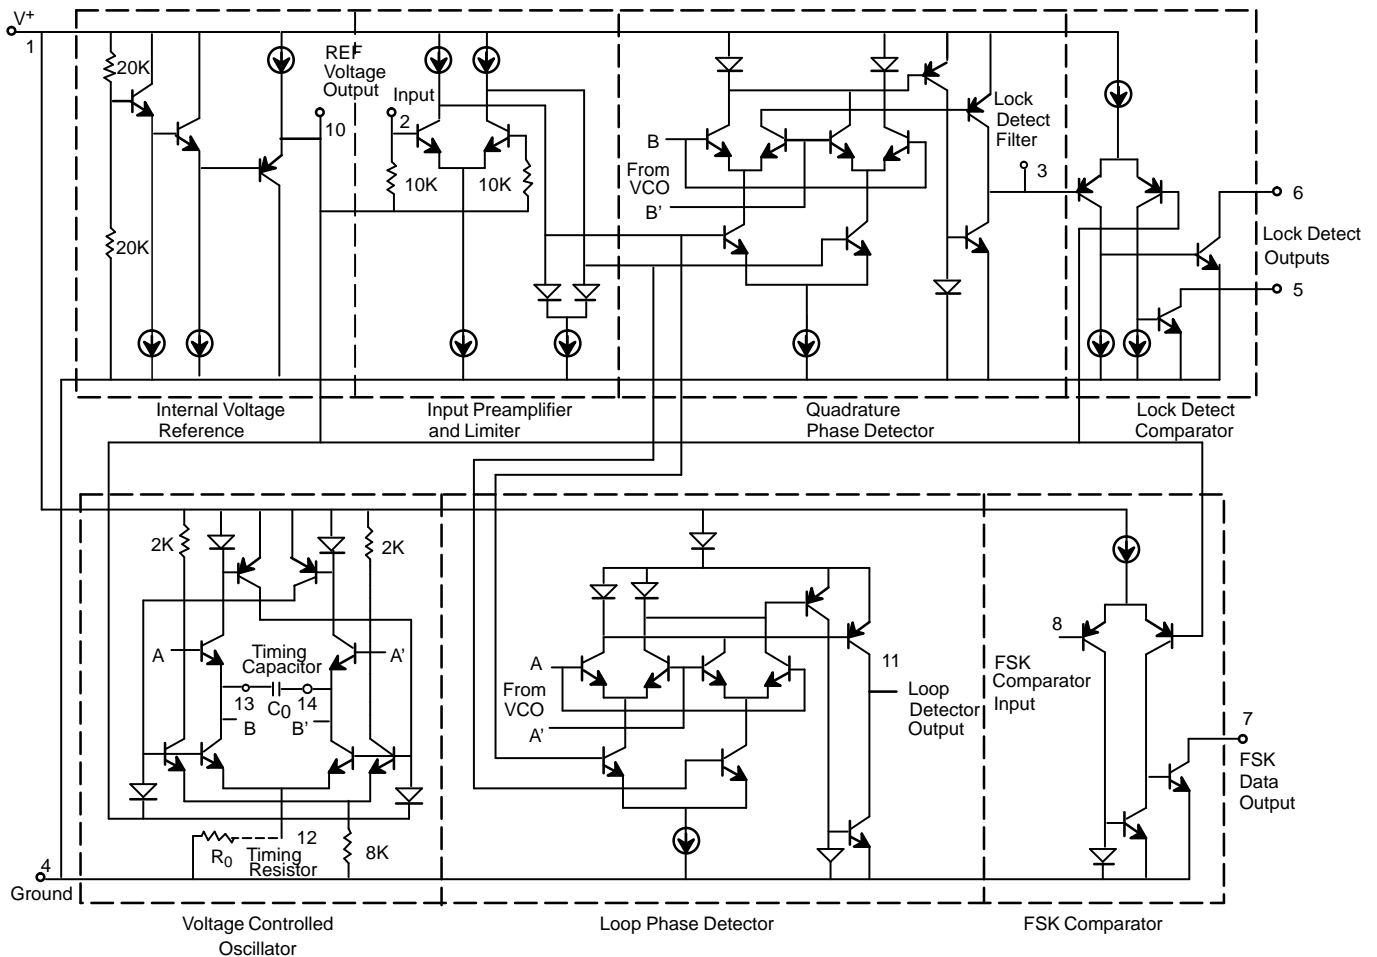 V+
1
20K
20K
REF
Voltage
Output
10
Input
2
10K
10K
B
From
VCO
B'
Lock
Detect
Filter
3
6
Lock Detect
Outputs
5
Internal Voltage
Reference
Input Preamplifier
and Limiter
Quadrature
Phase Detector
Lock Detect
Comparator
2K
2K
A
Timing
Capacitor
A'
13
C0
14
B
B'
12
R0
Timing
Resistor
8K
4
Ground
A
From
VCO
A'
11
Loop
Detector
Output
8
FSK
Comparator
Input
7
FSK
Data
Output
Voltage Controlled
Oscillator
Loop Phase Detector
FSK Comparator